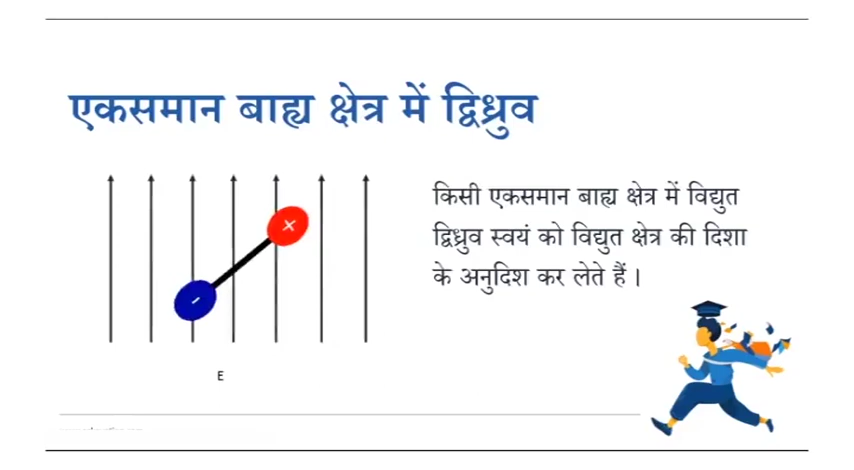 एकसमान बाह्य क्षेत्र में द्विध्रुव
किसी एकसमान बाह्य क्षेत्र में विद्युत
द्विध्रुव स्वयं को विद्युत क्षेत्र की दिशा
के अनुदिश कर लेते हैं ।
+
-
E